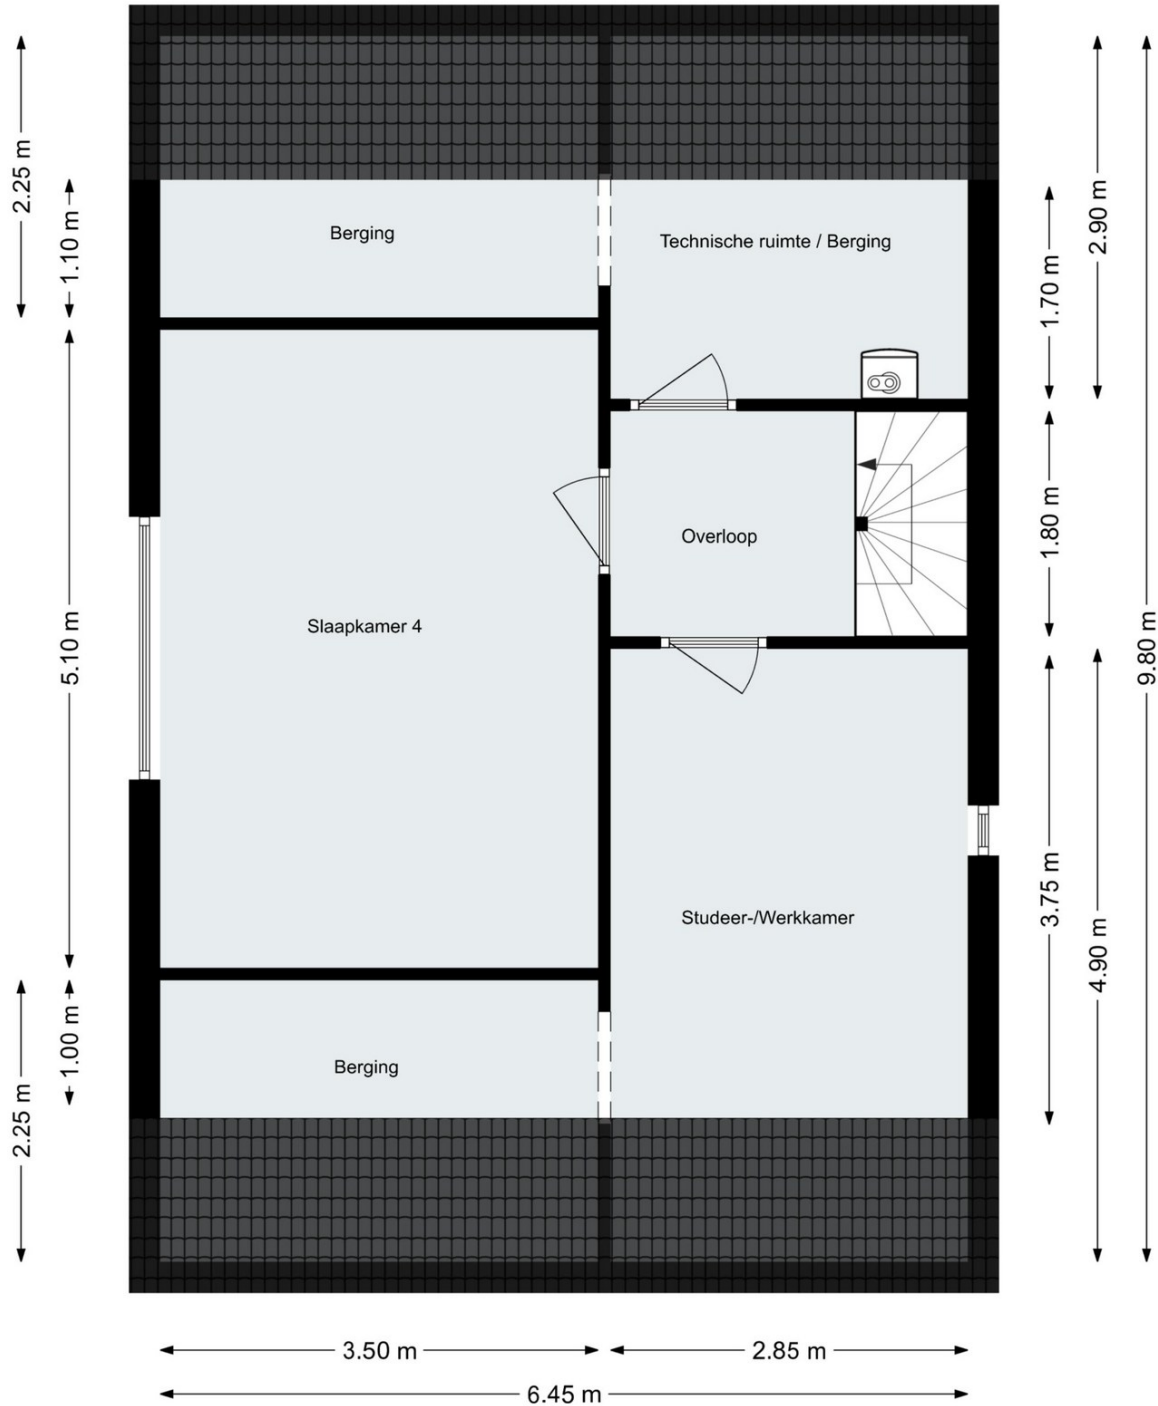 2.25 m
1.10 m
2.90 m
1.70 m
Berging
Technische ruimte / Berging
1.80 m
Overloop
Slaapkamer 4
5.10 m
9.80 m
3.75 m
4.90 m
Studeer-/Werkkamer
1.00 m
2.25 m
Berging
3.50 m
2.85 m
6.45 m